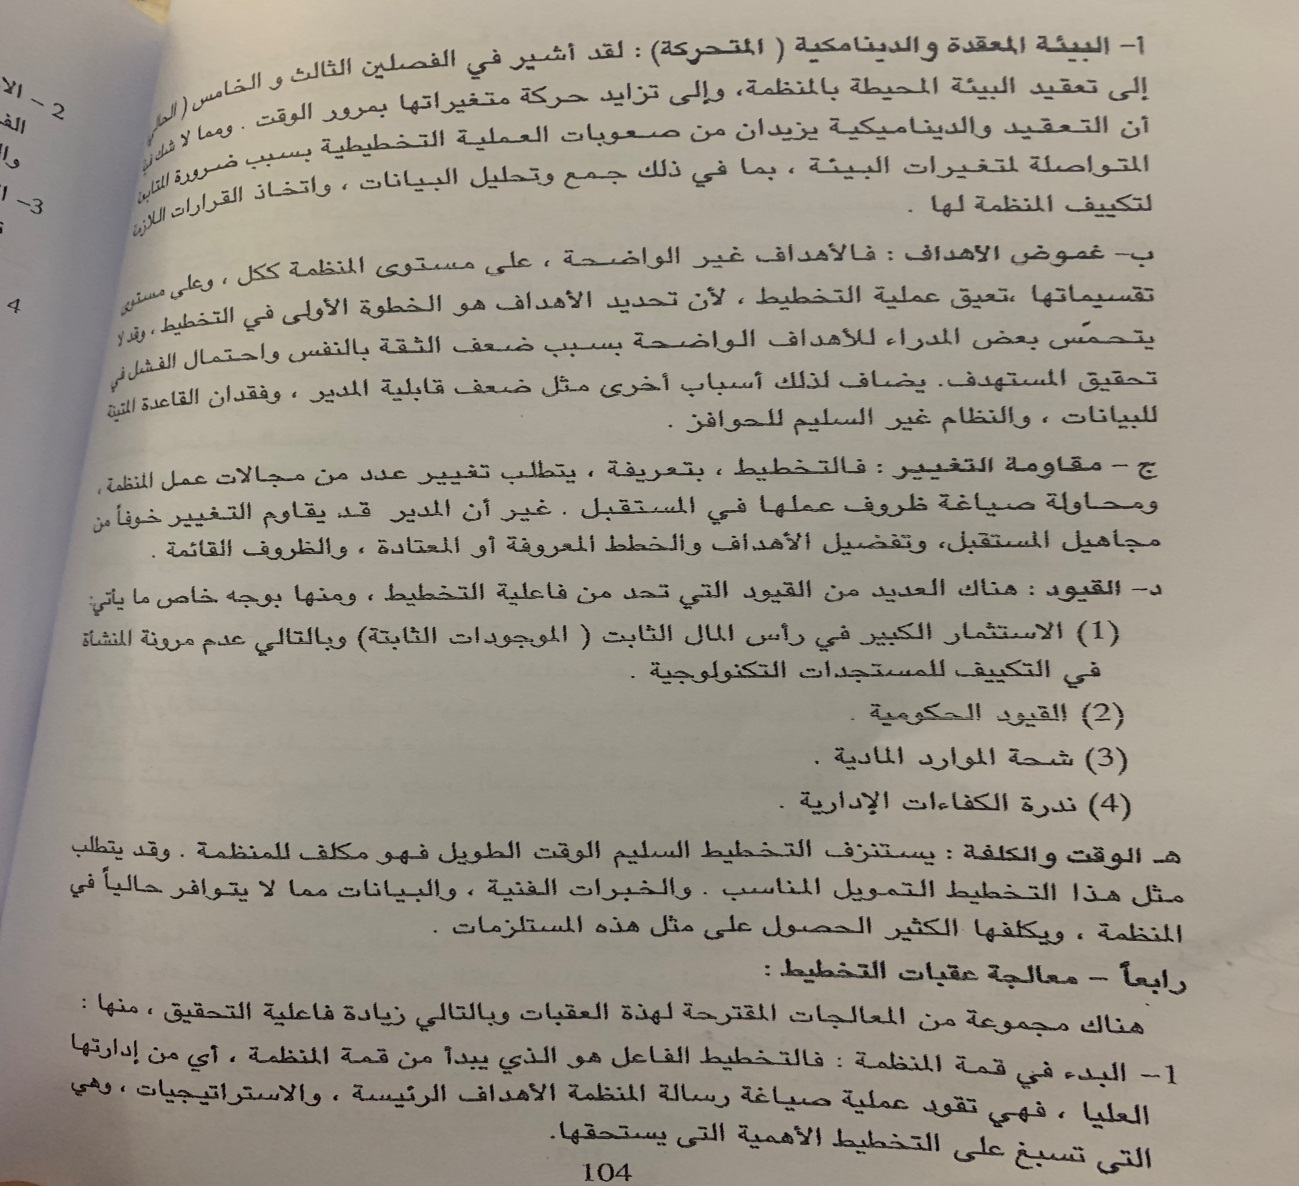 أ- البيئة المعقدة والدينامكية ( المتحركة) : لقد أشير في الفصلين الثالث و الخامس ( الحالي
إلى تعقيد البيئة المحيطة بالمنظمة، وإلى تزايد حركة متغيراتها بمرور الوقت . ومما لا شك فيه
أن التعقيد والديناميكية يزيدان من صعوبات العملية التخطيطية بسبب ضرورة المتابعة
المتواصلة لمتغيرات البيئة ، بما في ذلك جمع وتحليل البيانات ، واتخاذ القرارات اللازمة
لتكييف المنظمة لها .
ب- غموض الأهداف : فالأهداف غير الواضحة ، على مستوى المنظمة ككل ، وعلى مستوى
تقسيماتها ،تعيق عملية التخطيط ، لأن تحديد الأهداف هو الخطوة الأولى في التخطيط ، وقد لا
يتحمّس بعض المدراء للأهداف الواضحة بسبب ضعف الثقة بالنفس واحتمال الفشل في
تحقيق المستهدف. يضاف لذلك أسباب أخرى مثل ضعف قابلية المدير ، وفقدان القاعدة المتينة
للبيانات ، والنظام غير السليم للحوافز .
ج - مقاومة التغيير : فالتخطيط ، بتعريفة ، يتطلب تغيير عدد من مجالات عمل المنظمة ،
ومحاولة صياغة ظروف عملها في المستقبل . غير أن المدير قد يقاوم التغيير خوفاً من
مجاهيل المستقبل، وتفضيل الأهداف والخطط المعروفة أو المعتادة ، والظروف القائمة .
د- القيود : هناك العديد من القيود التي تحد من فاعلية التخطيط ، ومنها بوجه خاص ما يأتي:
(1) الاستثمار الكبير في رأس المال الثابت ( الموجودات الثابتة) وبالتالي عدم مرونة المنشأة
في التكييف للمستجدات التكنولوجية .
(2) القيود الحكومية .
(3) شحة الموارد المادية .
(4) ندرة الكفاءات الإدارية .
هـ الوقت والكلفة : يستنزف التخطيط السليم الوقت الطويل فهو مكلف للمنظمة . وقد يتطلب
مثل هذا التخطيط التمويل المناسب . والخبرات الفنية ، والبيانات مما لا يتوافر حالياً في
المنظمة ، ويكلفها الكثير الحصول على مثل هذه المستلزمات .
رابعاً - معالجة عقبات التخطيط :
هناك مجموعة من المعالجات المقترحة لهذة العقبات وبالتالي زيادة فاعلية التحقيق ، منها :
1- البدء في قمة المنظمة : فالتخطيط الفاعل هو الذي يبدأ من قمة المنظمة ، أي من إدارتها
العليا ، فهي تقود عملية صياغة رسالة المنظمة الأهداف الرئيسة ، والاستراتيجيات ، وهي
التي تسبغ على التخطيط الأهمية التى يستحقها.
104
2 -
3-
4